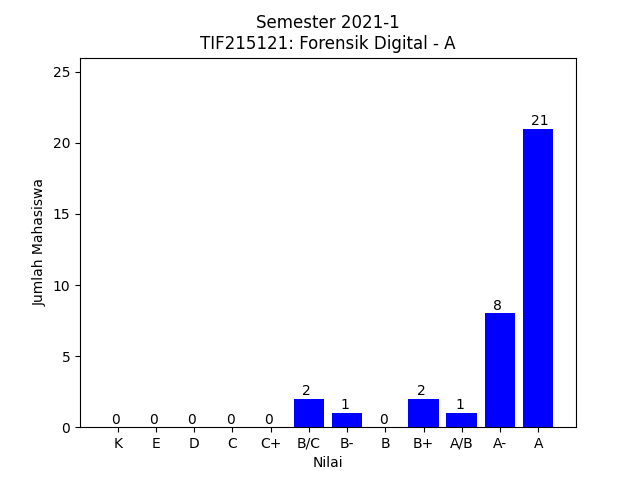 Semester 2021-1
TIF215121: Forensik Digital - A
25
20
15
10
5
0
Jumlah Mahasiswa
0 0 0 0 0 2 1 0 2 1 8 21
K E D C C+ B/C B- B B+ A/B A- A
Nilai